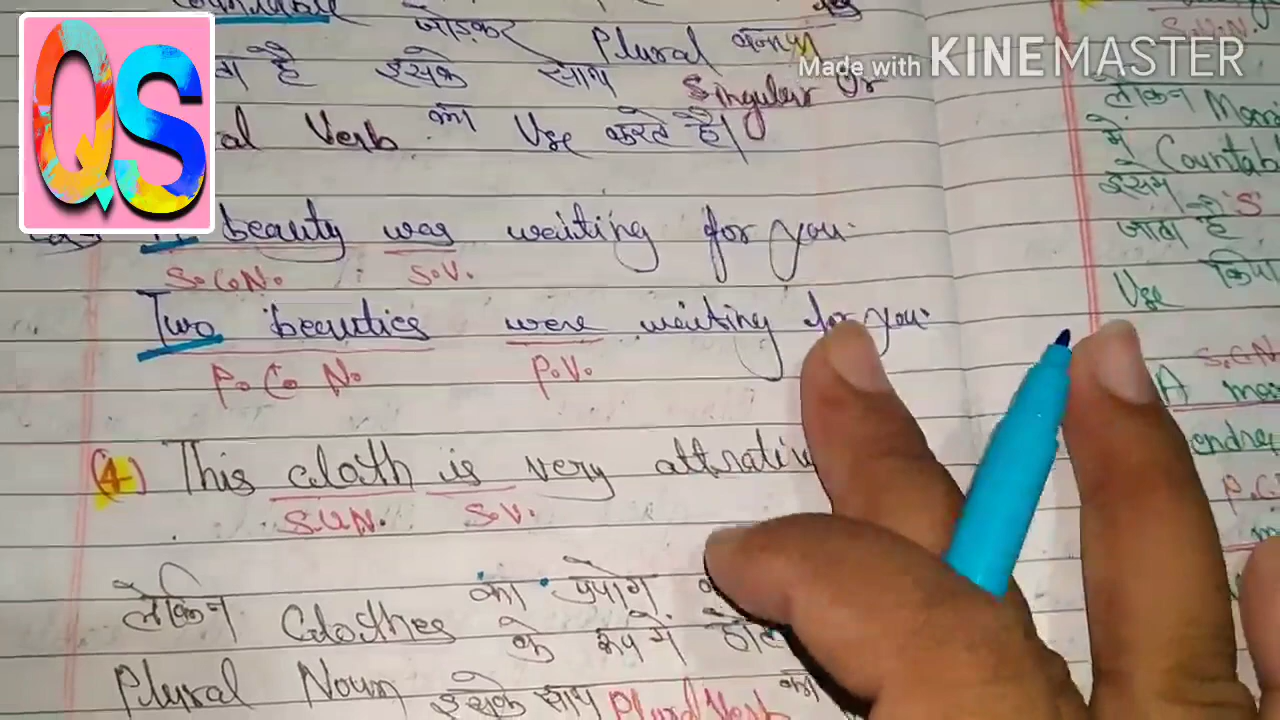 जोड़कर Plural बनाया
है इसके साथ Singular Or
al Verb का Use करते है।
beauty was waiting for you.
S.C.N. S.V.
Two beauties were waiting for you.
P.C.N. P.V.
(4) This cloth is very
S.U.N. S.V.
लेकिन Clothes का प्रयोग
के रूप में
Plural Noun इसके साथ Plural Verb का
S.U.N.
लेकिन
में Countab
इसमें
'S'
जाता है
Use किया
S.C.N
A
P.C
QS
Made with KINEMASTER